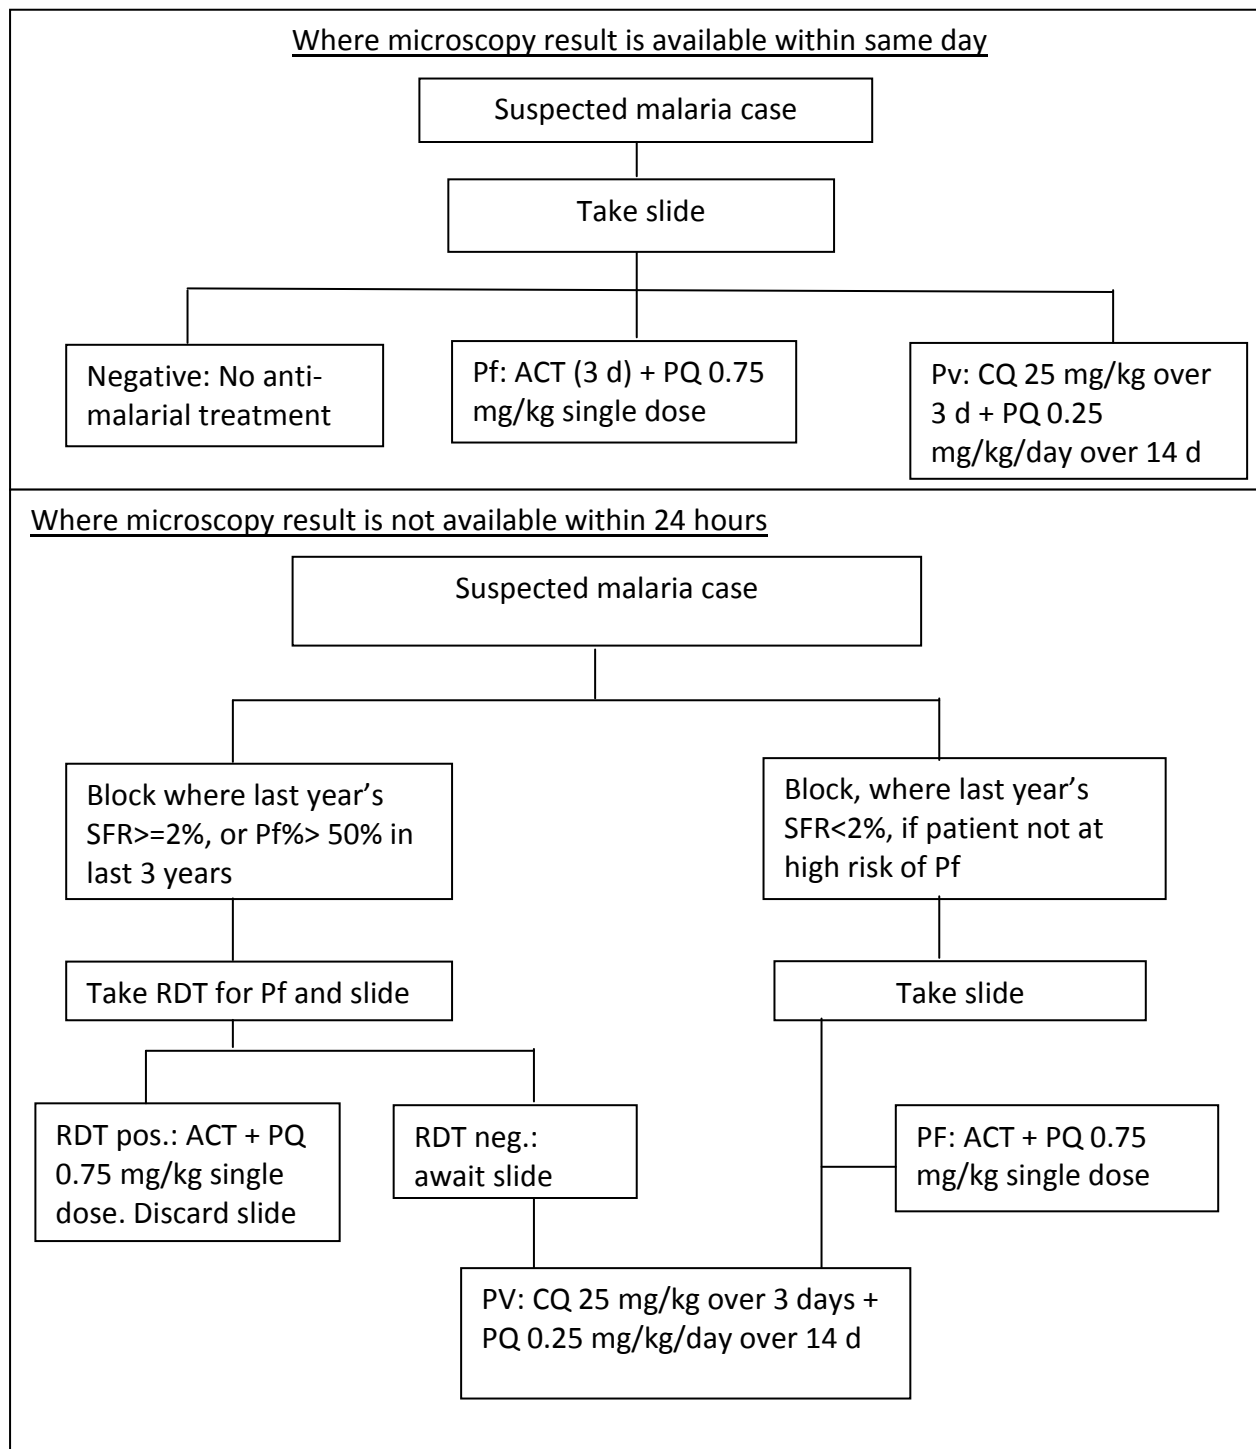 Where microscopy result is available within same day
Suspected malaria case
Take slide
Negative: No anti-
malarial treatment
Pf: ACT (3 d) + PQ 0.75
mg/kg single dose
Pv: CQ 25 mg/kg over
3 d + PQ 0.25
mg/kg/day over 14 d
Where microscopy result is not available within 24 hours
Suspected malaria case
Block where last year's
SFR>=2%, or Pf%> 50% in
last 3 years
Block, where last year's
SFR<2%, if patient not at
high risk of Pf
Take RDT for Pf and slide
Take slide
RDT pos.: ACT + PQ
0.75 mg/kg single
dose. Discard slide
RDT neg.:
await slide
PF: ACT + PQ 0.75
mg/kg single dose
PV: CQ 25 mg/kg over 3 days +
PQ 0.25 mg/kg/day over 14 d